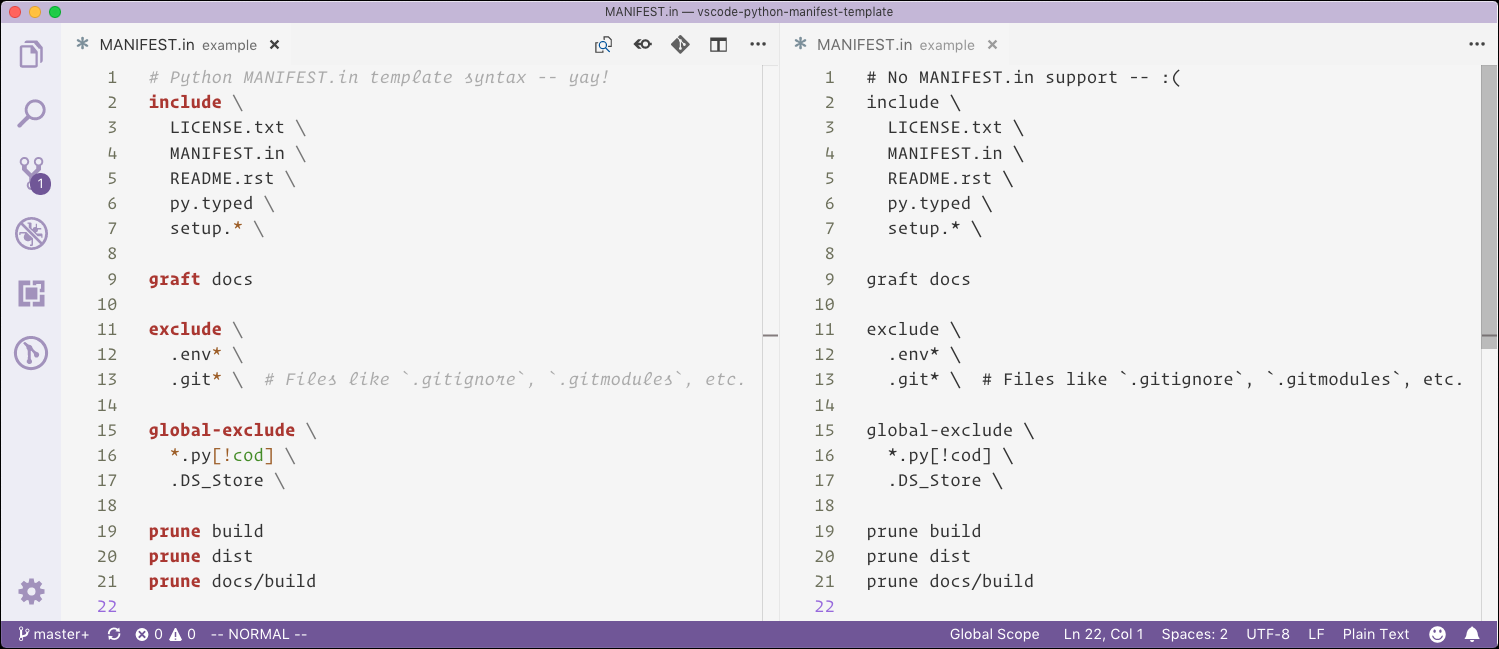 MANIFEST.in — vscode-python-manifest-template
MANIFEST.in example
1 # Python MANIFEST.in template syntax -- yay!
2 include \
3 LICENSE.txt \
4 MANIFEST.in \
5 README.rst \
6 py.typed \
7 setup.* \
8
9 graft docs
10
11 exclude \
12 .env* \
13 .git* \ # Files like `.gitignore`, `.gitmodules`, etc.
14
15 global-exclude \
16 *.py[!cod] \
17 .DS_Store \
18
19 prune build
20 prune dist
21 prune docs/build
22
MANIFEST.in example
1 # No MANIFEST.in support -- :(
2 include \
3 LICENSE.txt \
4 MANIFEST.in \
5 README.rst \
6 py.typed \
7 setup.* \
8
9 graft docs
10
11 exclude \
12 .env* \
13 .git* \ # Files like `.gitignore`, `.gitmodules`, etc.
14
15 global-exclude \
16 *.py[!cod] \
17 .DS_Store \
18
19 prune build
20 prune dist
21 prune docs/build
22
1
master+ 0 0 -- NORMAL -- Global Scope Ln 22, Col 1 Spaces: 2 UTF-8 LF Plain Text